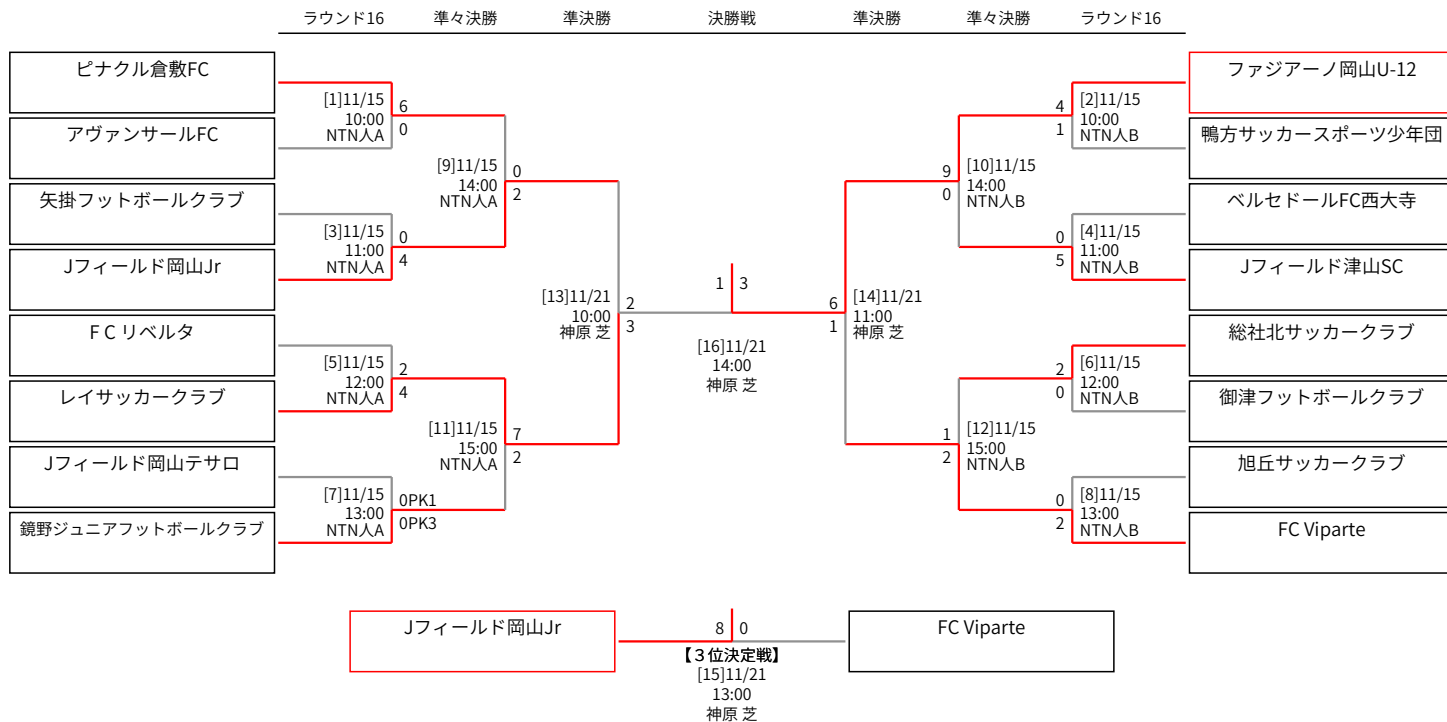 ラウンド16 準々決勝 準決勝 決勝戦 準決勝 準々決勝 ラウンド16
ピナクル倉敷FC
アヴァンサールFC
[1]11/15
10:00
NTN人A
6
0
矢掛フットボールクラブ
Jフィールド岡山Jr
[3]11/15
11:00
NTN人A
0
4
[9]11/15
14:00
NTN人A
0
2
ＦＣリベルタ
レイサッカークラブ
[5]11/15
12:00
NTN人A
2
4
Jフィールド岡山テサロ
鏡野ジュニアフットボールクラブ
[7]11/15
13:00
NTN人A
0PK1
0PK3
[11]11/15
15:00
NTN人A
7
2
[13]11/21
10:00
神原 芝
2
3
1 3
[16]11/21
14:00
神原 芝
6
1
[14]11/21
11:00
神原 芝
9
0
[10]11/15
14:00
NTN人B
4
1
[2]11/15
10:00
NTN人B
ファジアーノ岡山U-12
鴨方サッカースポーツ少年団
0
5
[4]11/15
11:00
NTN人B
ベルセドールFC西大寺
Jフィールド津山SC
1
2
[12]11/15
15:00
NTN人B
2
0
[6]11/15
12:00
NTN人B
総社北サッカークラブ
御津フットボールクラブ
0
2
[8]11/15
13:00
NTN人B
旭丘サッカークラブ
FC Viparte
Jフィールド岡山Jr 8 0 FC Viparte
【３位決定戦】
[15]11/21
13:00
神原 芝